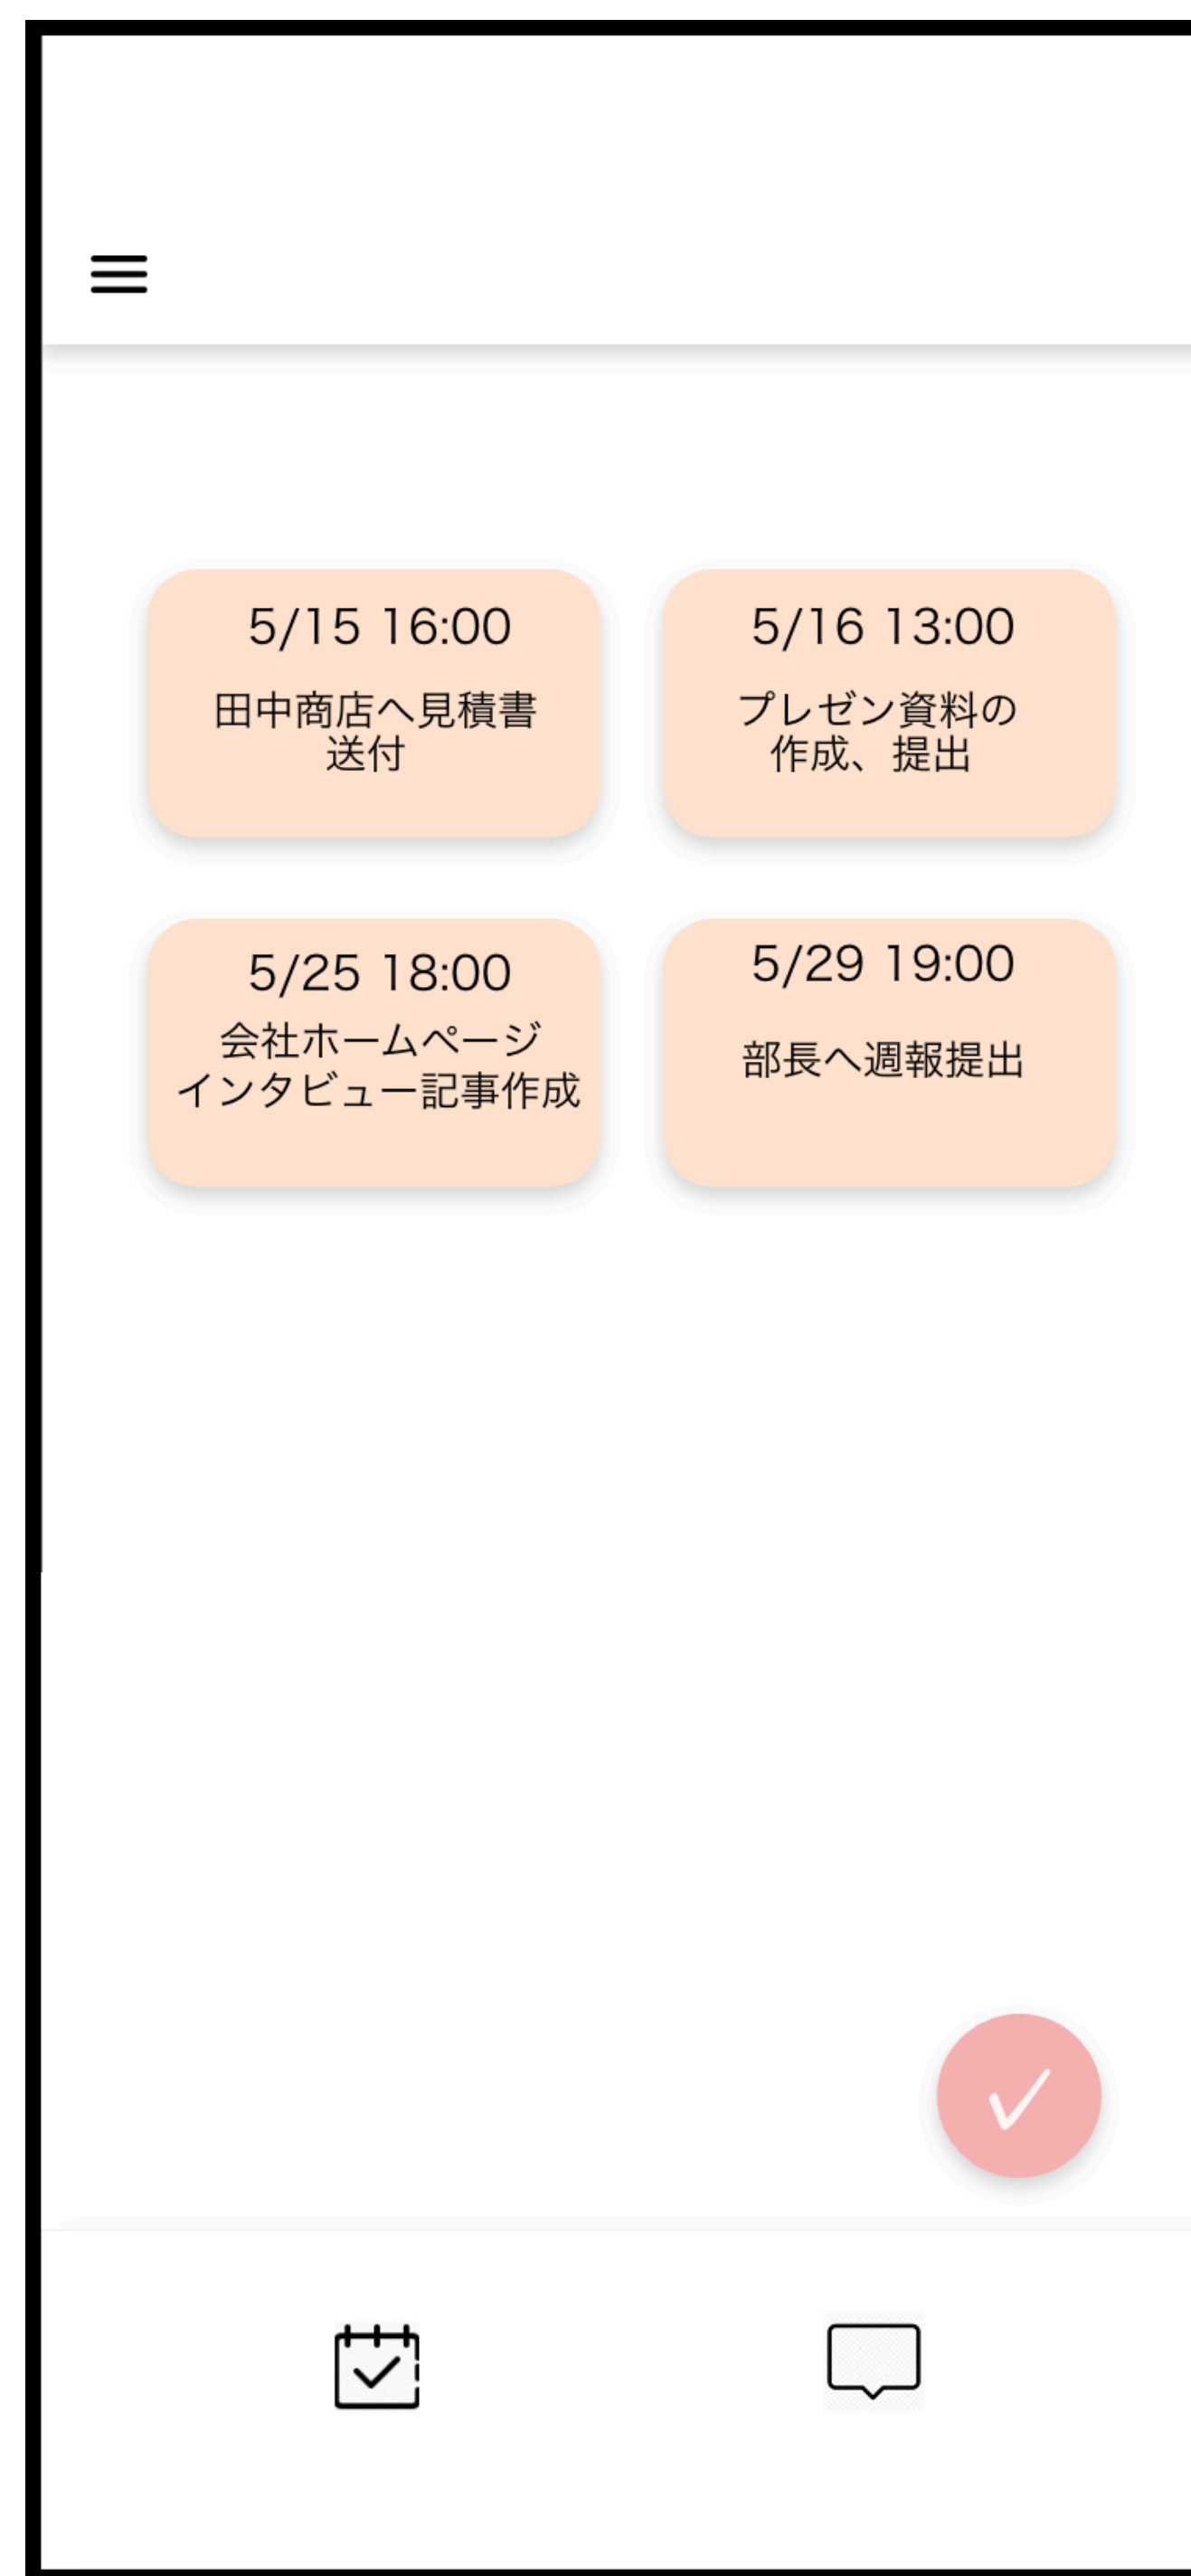 5/15 16:00
田中商店へ見積書
送付
5/16 13:00
プレゼン資料の
作成、提出
5/25 18:00
会社ホームページ
インタビュー記事作成
5/29 19:00
部長へ週報提出